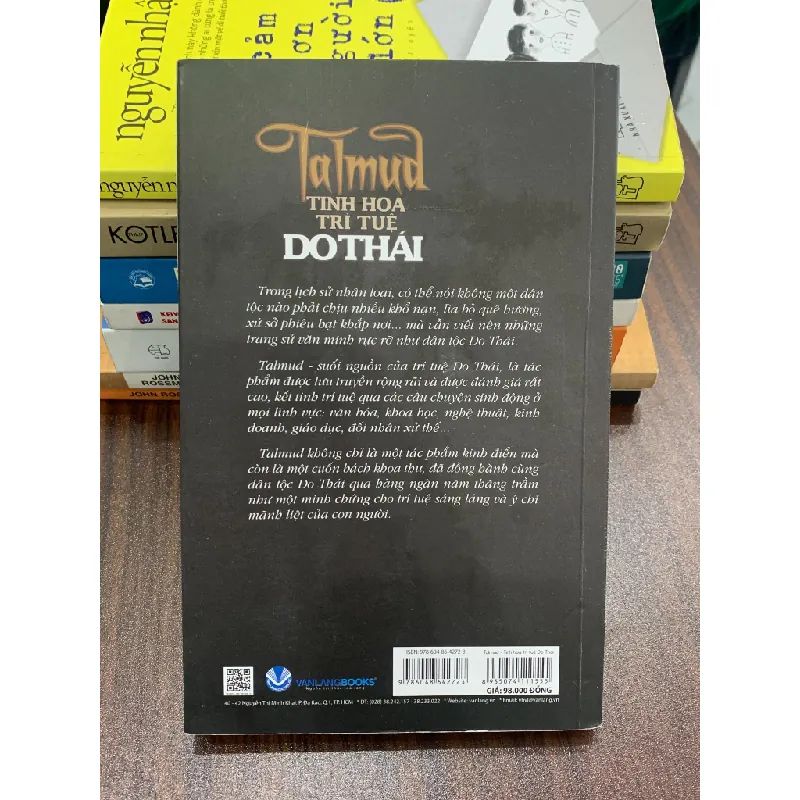 nguyễn nhậ
cảm
ơn
người
lớn
nguyễn n
KOTLE
JOHN
ROSSM
JOHN ROS
Talmud
TINH HOA
TRÍ TUỆ
DO THÁI
Trong lịch sử nhân loại, có thể nói không một dân
tộc nào phải chịu nhiều khổ nạn, lìa bỏ quê hương,
xứ sở phiêu bạt khắp nơi... mà vẫn viết nên những
trang sử văn minh rực rỡ như dân tộc Do Thái.
Talmud - suối nguồn của trí tuệ Do Thái, là tác
phẩm được lưu truyền rộng rãi và được đánh giá rất
cao, kết tinh trí tuệ qua các câu chuyện sinh động ở
mọi lĩnh vực: văn hóa, khoa học, nghệ thuật, kinh
doanh, giáo dục, đối nhân xử thế...
Talmud không chỉ là một tác phẩm kinh điển mà
còn là một cuốn bách khoa thư, đã đồng hành cùng
dân tộc Do Thái qua hàng ngàn năm thăng trầm
như một minh chứng cho trí tuệ sáng láng và ý chí
mãnh liệt của con người.
VANLANGBOOKS
GIÁ: 98.000 ĐỒNG